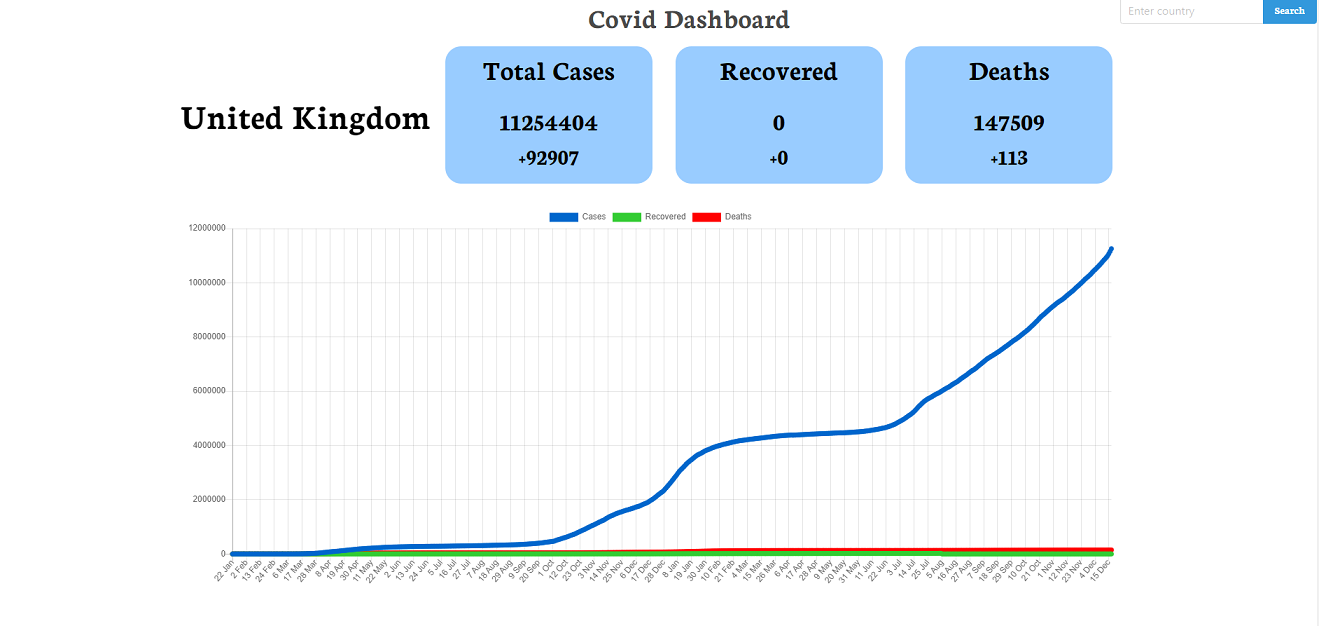 Covid Dashboard
Enter country
Search
United Kingdom
Total Cases
11254404
+92907
Recovered
0
+0
Deaths
147509
+113
Cases Recovered Deaths
12000000
10000000
8000000
6000000
4000000
2000000
0
22 Jan 2 Feb 13 Feb 24 Feb 6 Mar 17 Mar 28 Mar 8 Apr 19 Apr 30 Apr 11 May 22 May 2 Jun 13 Jun 24 Jun 5 Jul 16 Jul 27 Jul 7 Aug 18 Aug 29 Aug 9 Sep 20 Sep 1 Oct 12 Oct 23 Oct 3 Nov 14 Nov 25 Nov 6 Dec 17 Dec 28 Dec 8 Jan 19 Jan 30 Jan 10 Feb 21 Feb 4 Mar 15 Mar 26 Mar 6 Apr 17 Apr 28 Apr 9 May 20 May 31 May 11 Jun 22 Jun 3 Jul 14 Jul 25 Jul 5 Aug 16 Aug 27 Aug 7 Sep 18 Sep 29 Sep 10 Oct 21 Oct 1 Nov 12 Nov 23 Nov 4 Dec 15 Dec